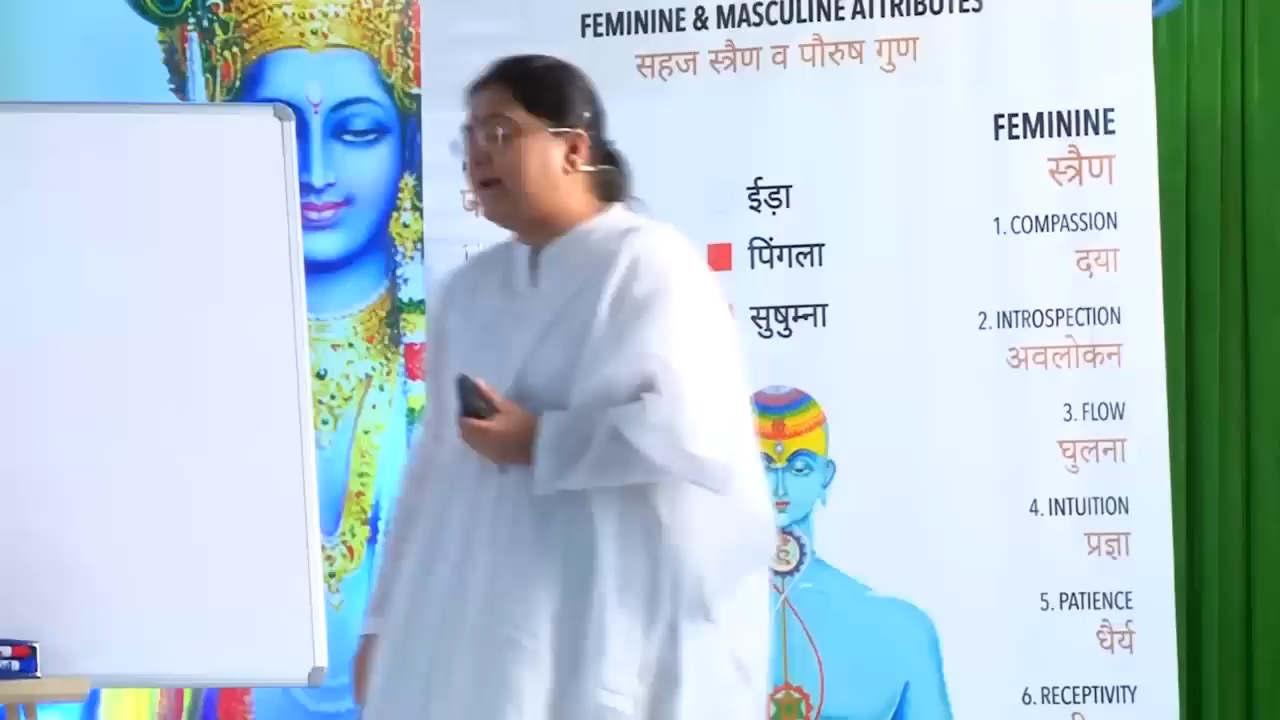 FEMININE & MASCULINE ATTRIBUTES
सहज स्त्रैण व पौरुष गुण
FEMININE
स्त्रैण
ईड़ा
पिंगला
सुषुम्ना
1. COMPASSION
दया
2. INTROSPECTION
अवलोकन
3. FLOW
घुलना
4. INTUITION
प्रज्ञा
5. PATIENCE
धैर्य
6. RECEPTIVITY